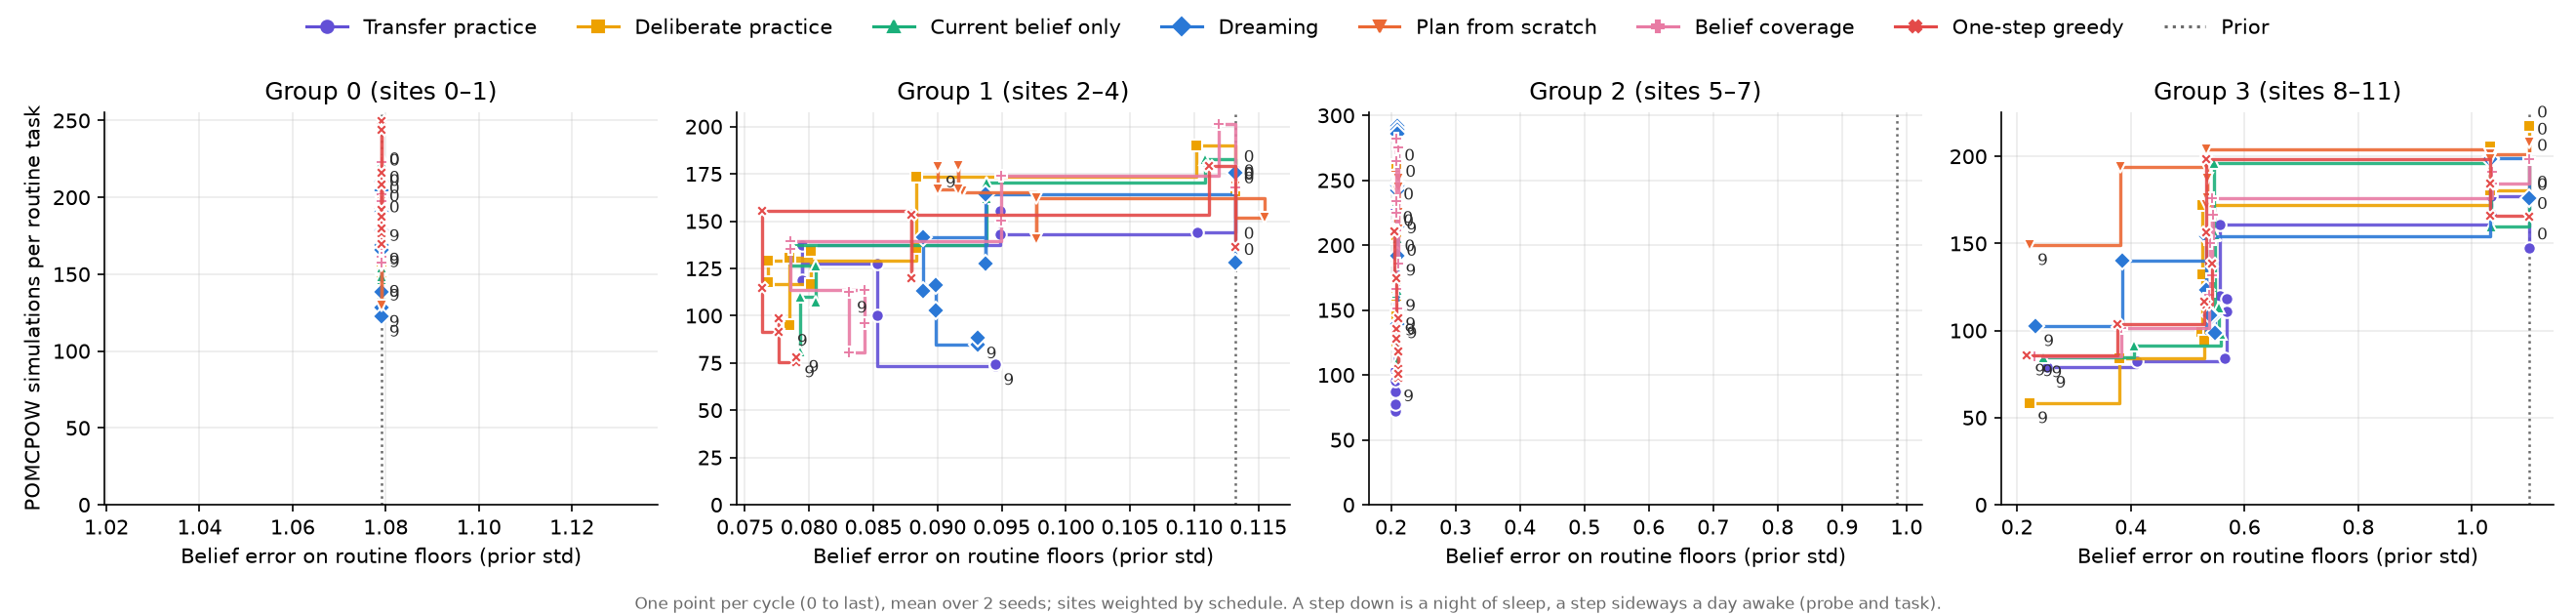 Transfer practice Deliberate practice Current belief only Dreaming Plan from scratch Belief coverage One-step greedy Prior
Group 0 (sites 0–1)
POMCPOW simulations per routine task
250
200
150
100
50
0
1.02 1.04 1.06 1.08 1.10 1.12
Belief error on routine floors (prior std)
Group 1 (sites 2–4)
200
175
150
125
100
75
50
25
0
0.075 0.080 0.085 0.090 0.095 0.100 0.105 0.110 0.115
Belief error on routine floors (prior std)
Group 2 (sites 5–7)
300
250
200
150
100
50
0
0.2 0.3 0.4 0.5 0.6 0.7 0.8 0.9 1.0
Belief error on routine floors (prior std)
Group 3 (sites 8–11)
200
150
100
50
0
0.2 0.4 0.6 0.8 1.0
Belief error on routine floors (prior std)
One point per cycle (0 to last), mean over 2 seeds; sites weighted by schedule. A step down is a night of sleep, a step sideways a day awake (probe and task).